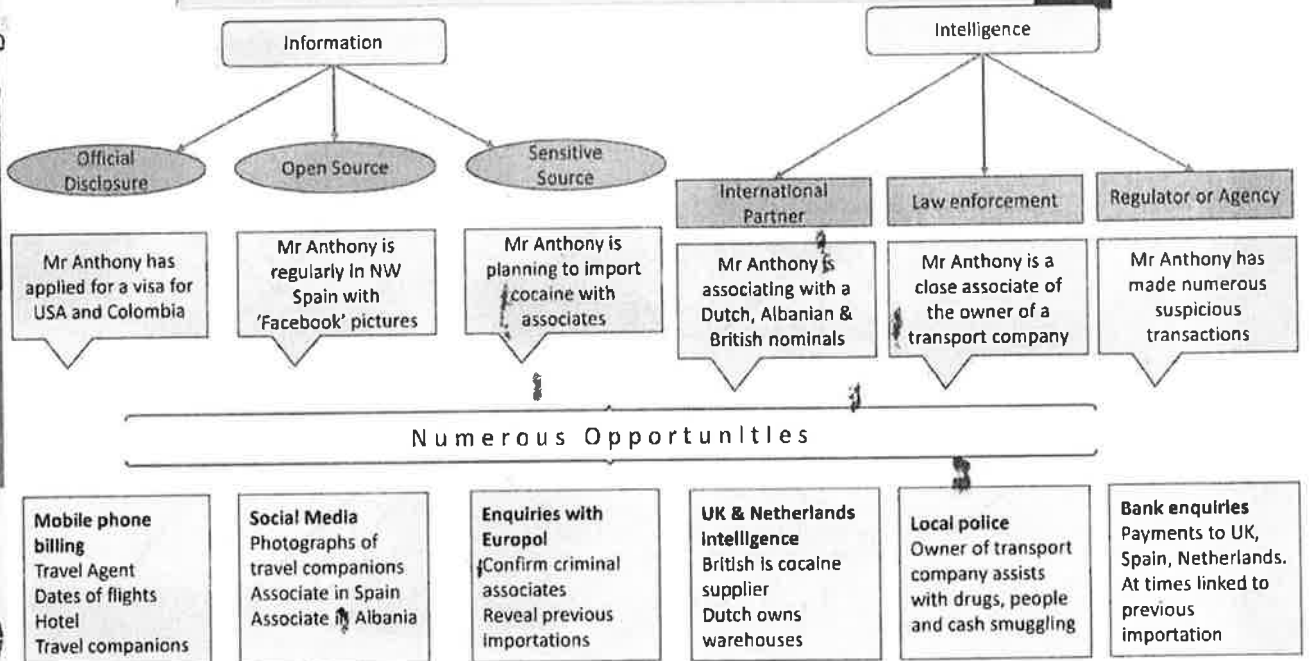 Information
Intelligence
Official
Disclosure
Open Source
Sensitive
Source
International
Partner
Law enforcement
Regulator or Agency
Mr Anthony has
applied for a visa for
USA and Colombia
Mr Anthony is
regularly in NW
Spain with
'Facebook' pictures
Mr Anthony is
planning to import
cocaine with
associates
Mr Anthony is
associating with a
Dutch, Albanian &
British nominals
Mr Anthony is a
close associate of
the owner of a
transport company
Mr Anthony has
made numerous
suspicious
transactions
Numerous Opportunities
Mobile phone
billing
Travel Agent
Dates of flights
Hotel
Travel companions
Social Media
Photographs of
travel companions
Associate in Spain
Associate in Albania
Enquiries with
Europol
Confirm criminal
associates
Reveal previous
importations
UK & Netherlands
Intelligence
British is cocaine
supplier
Dutch owns
warehouses
Local police
Owner of transport
company assists
with drugs, people
and cash smuggling
Bank enquiries
Payments to UK,
Spain, Netherlands.
At times linked to
previous
importation